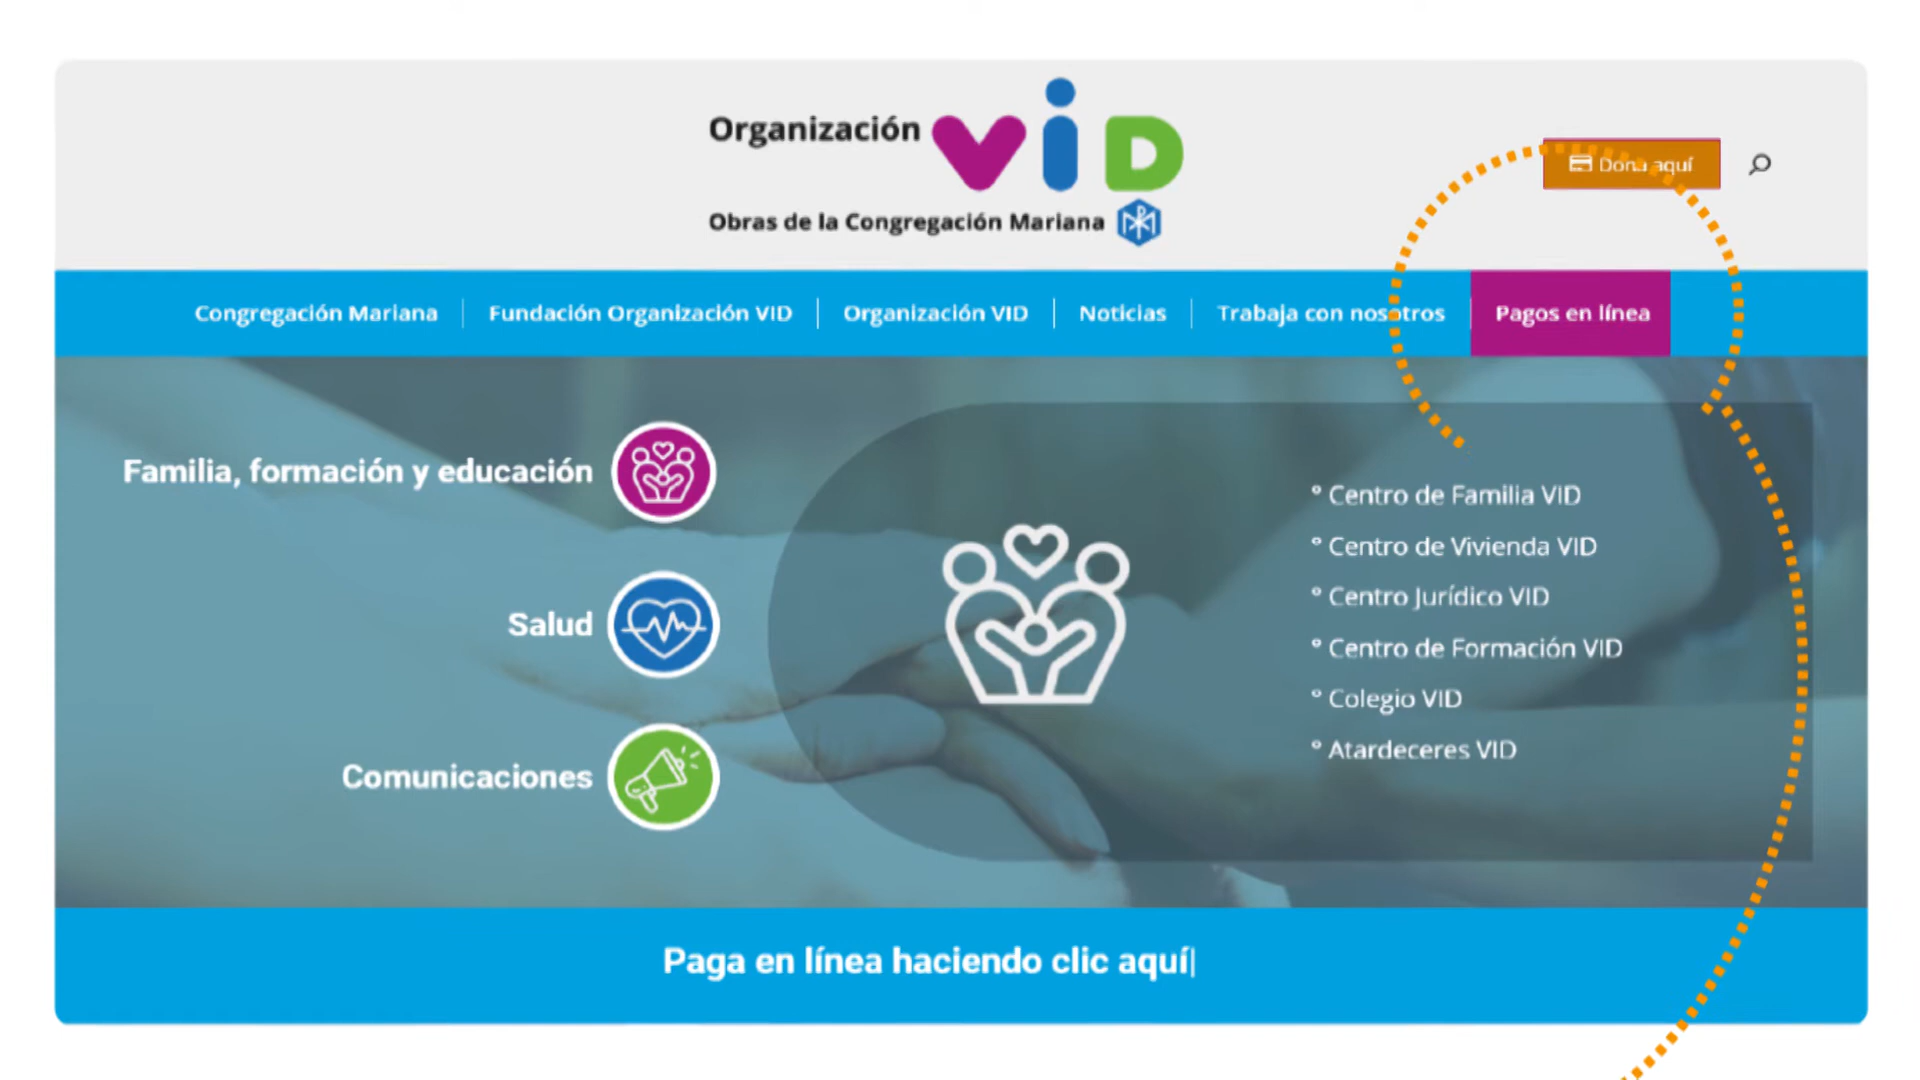 Organización VID
Obras de la Congregación Mariana
Dona aquí
Congregación Mariana
Fundación Organización VID
Organización VID
Noticias
Trabaja con nosotros
Pagos en línea
Familia, formación y educación
Salud
Comunicaciones
° Centro de Familia VID
° Centro de Vivienda VID
° Centro Jurídico VID
° Centro de Formación VID
° Colegio VID
° Atardeceres VID
Paga en línea haciendo clic aquí|